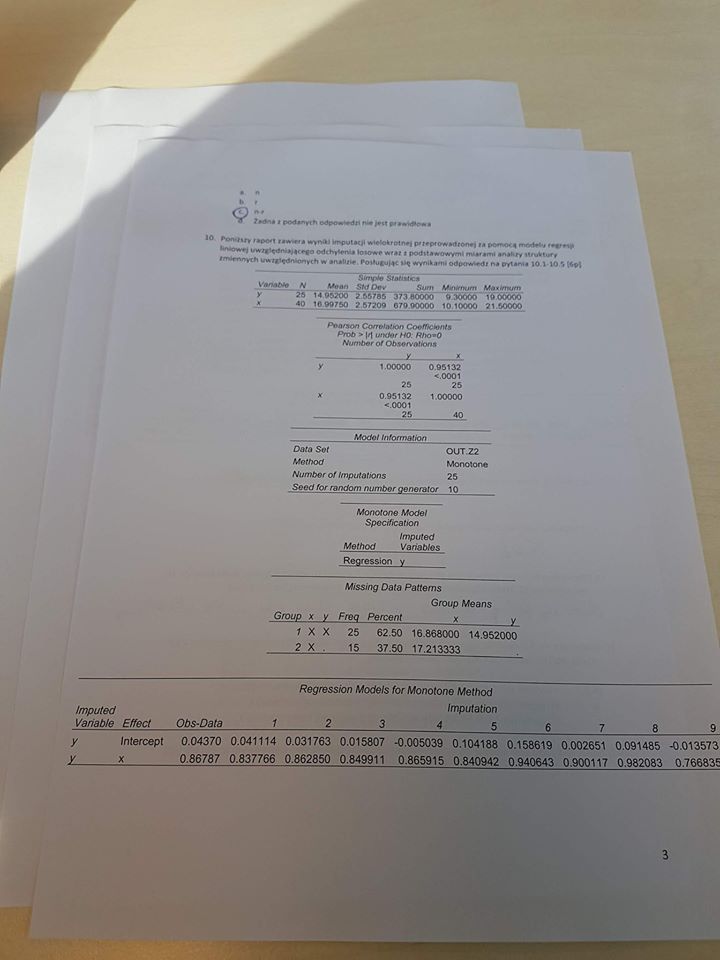 a. n
b. r
c. n-r
d. Żadna z podanych odpowiedzi nie jest prawidłowa
10. Poniższy raport zawiera wyniki imputacji wielokrotnej przeprowadzonej za pomocą modelu regresji
liniowej uwzględniającego odchylenia losowe wraz z podstawowymi miarami analizy struktury
zmiennych uwzględnionych w analizie. Posługując się wynikami odpowiedz na pytania 10.1-10.5 [6p]
Simple Statistics
Variable N Mean Std Dev Sum Minimum Maximum
y 25 14.95200 2.55785 373.80000 9.30000 19.00000
x 40 16.99750 2.57209 679.90000 10.10000 21.50000
Pearson Correlation Coefficients
Prob > |r| under H0: Rho=0
Number of Observations
y x
y 1.00000 0.95132
<.0001
25 25
x 0.95132 1.00000
<.0001
25 40
Model Information
Data Set OUT.Z2
Method Monotone
Number of Imputations 25
Seed for random number generator 10
Monotone Model
Specification
Imputed
Method Variables
Regression y
Missing Data Patterns
Group Means
Group x y Freq Percent x y
1 X X 25 62.50 16.868000 14.952000
2 X . 15 37.50 17.213333 .
Regression Models for Monotone Method
Imputed Imputation
Variable Effect Obs-Data 1 2 3 4 5 6 7 8 9
y Intercept 0.04370 0.041114 0.031763 0.015807 -0.005039 0.104188 0.158619 0.002651 0.091485 -0.013573
y x 0.86787 0.837766 0.862850 0.849911 0.865915 0.840942 0.940643 0.900117 0.982083 0.766835
3